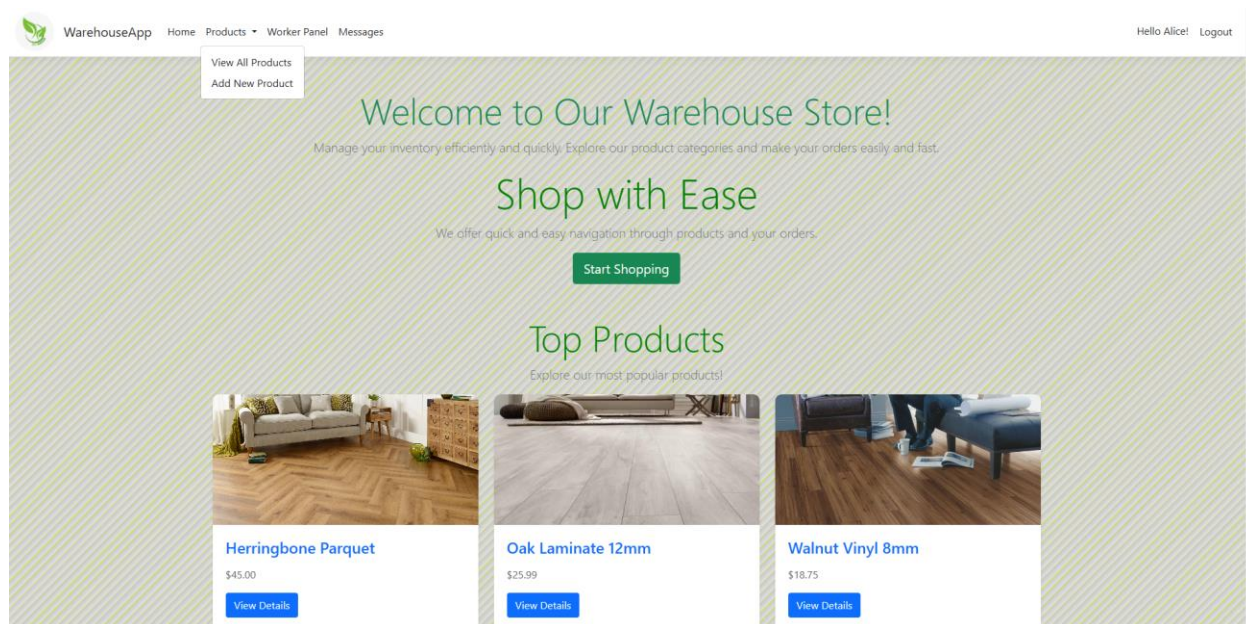 WarehouseApp Home Products Worker Panel Messages Hello Alice! Logout
View All Products
Add New Product
Welcome to Our Warehouse Store!
Manage your inventory efficiently and quickly. Explore our product categories and make your orders easily and fast.
Shop with Ease
We offer quick and easy navigation through products and your orders.
Start Shopping
Top Products
Explore our most popular products!
Herringbone Parquet
$45.00
View Details
Oak Laminate 12mm
$25.99
View Details
Walnut Vinyl 8mm
$18.75
View Details